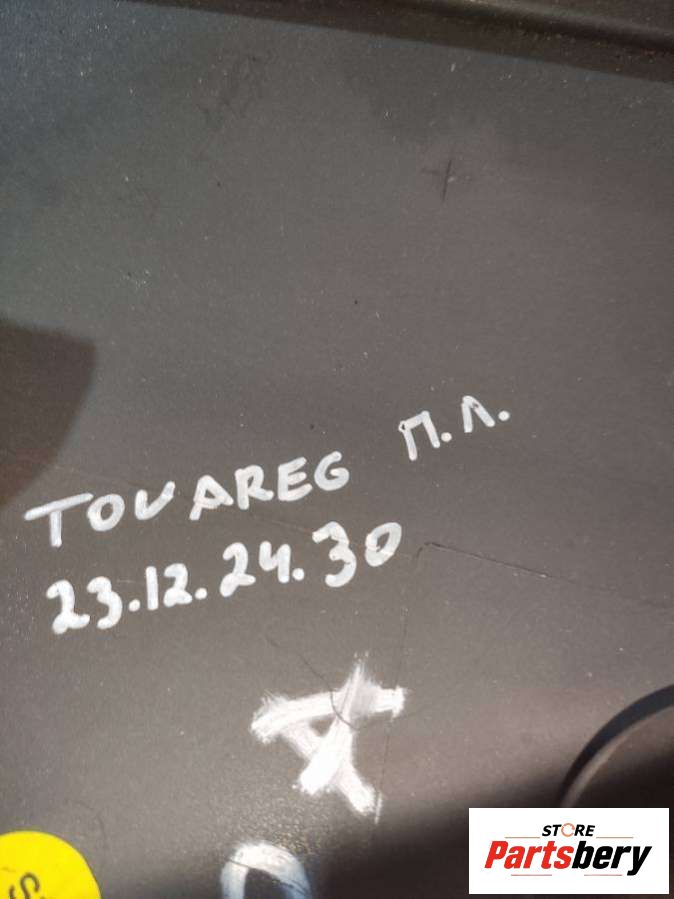 TOUAREG П.Л.
23.12.24.30
STORE
Partsbery